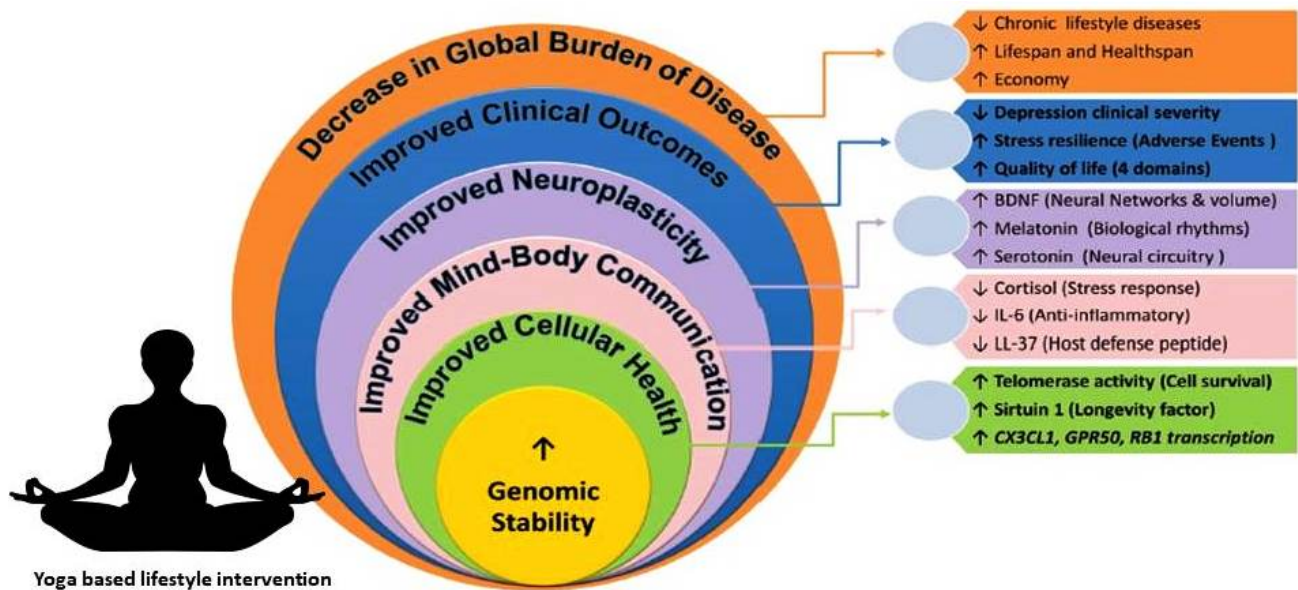 Decrease in Global Burden of Disease
Improved Clinical Outcomes
Improved Neuroplasticity
Improved Mind-Body Communication
Improved Cellular Health
↑
Genomic
Stability
↓ Chronic lifestyle diseases
↑ Lifespan and Healthspan
↑ Economy
↓ Depression clinical severity
↑ Stress resilience (Adverse Events )
↑ Quality of life (4 domains)
↑ BDNF (Neural Networks & volume)
↑ Melatonin (Biological rhythms)
↑ Serotonin (Neural circuitry )
↓ Cortisol (Stress response)
↓ IL-6 (Anti-inflammatory)
↓ LL-37 (Host defense peptide)
↑ Telomerase activity (Cell survival)
↑ Sirtuin 1 (Longevity factor)
↑ CX3CL1, GPR50, RB1 transcription
Yoga based lifestyle intervention